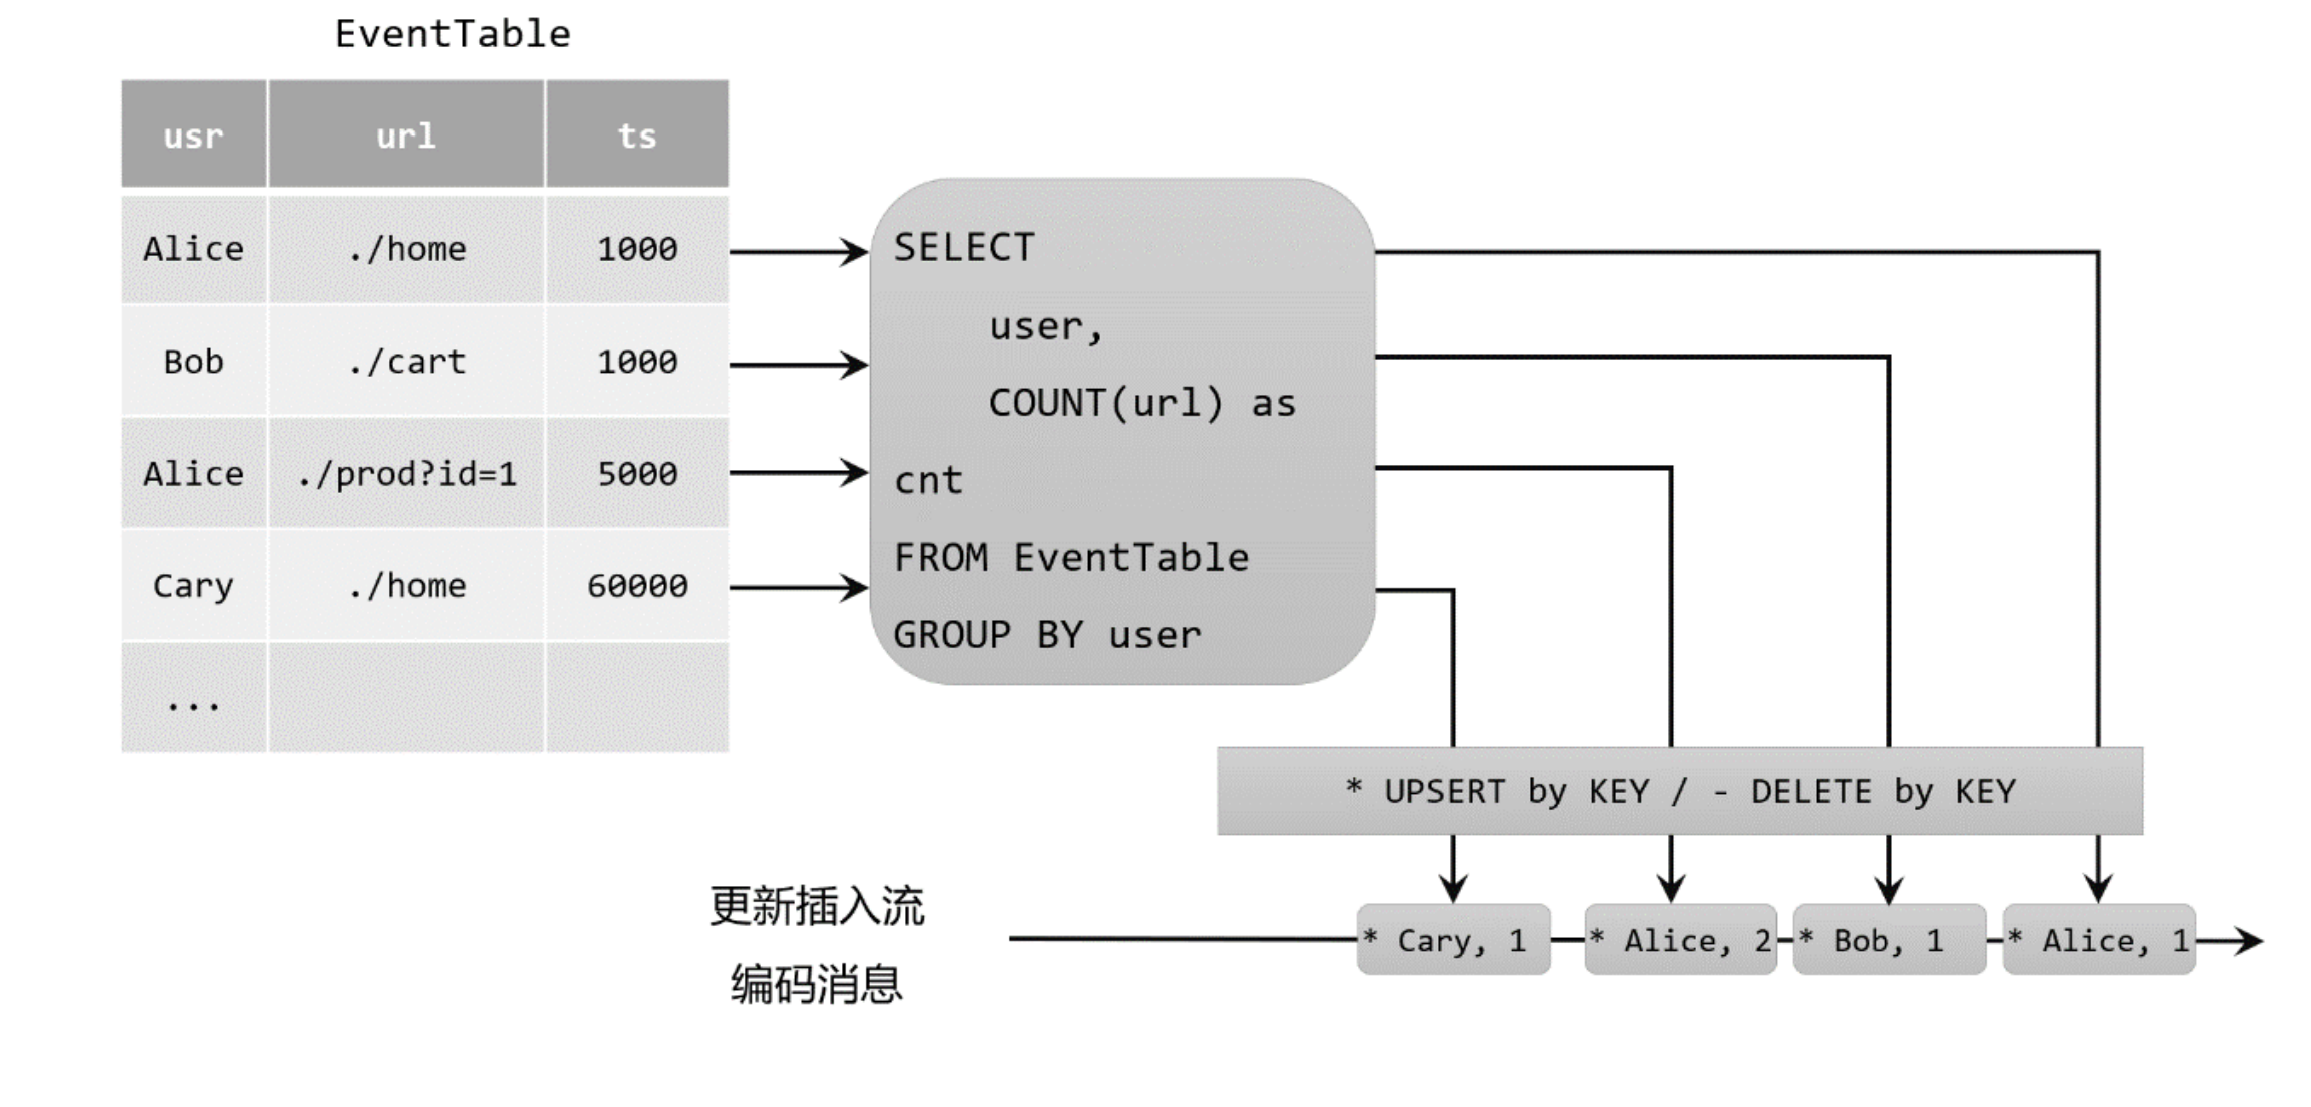 EventTable
usr url ts
Alice ./home 1000
Bob ./cart 1000
Alice ./prod?id=1 5000
Cary ./home 60000
...
SELECT
user,
COUNT(url) as
cnt
FROM EventTable
GROUP BY user
* UPSERT by KEY / - DELETE by KEY
更新插入流
编码消息
* Cary, 1
* Alice, 2
* Bob, 1
* Alice, 1